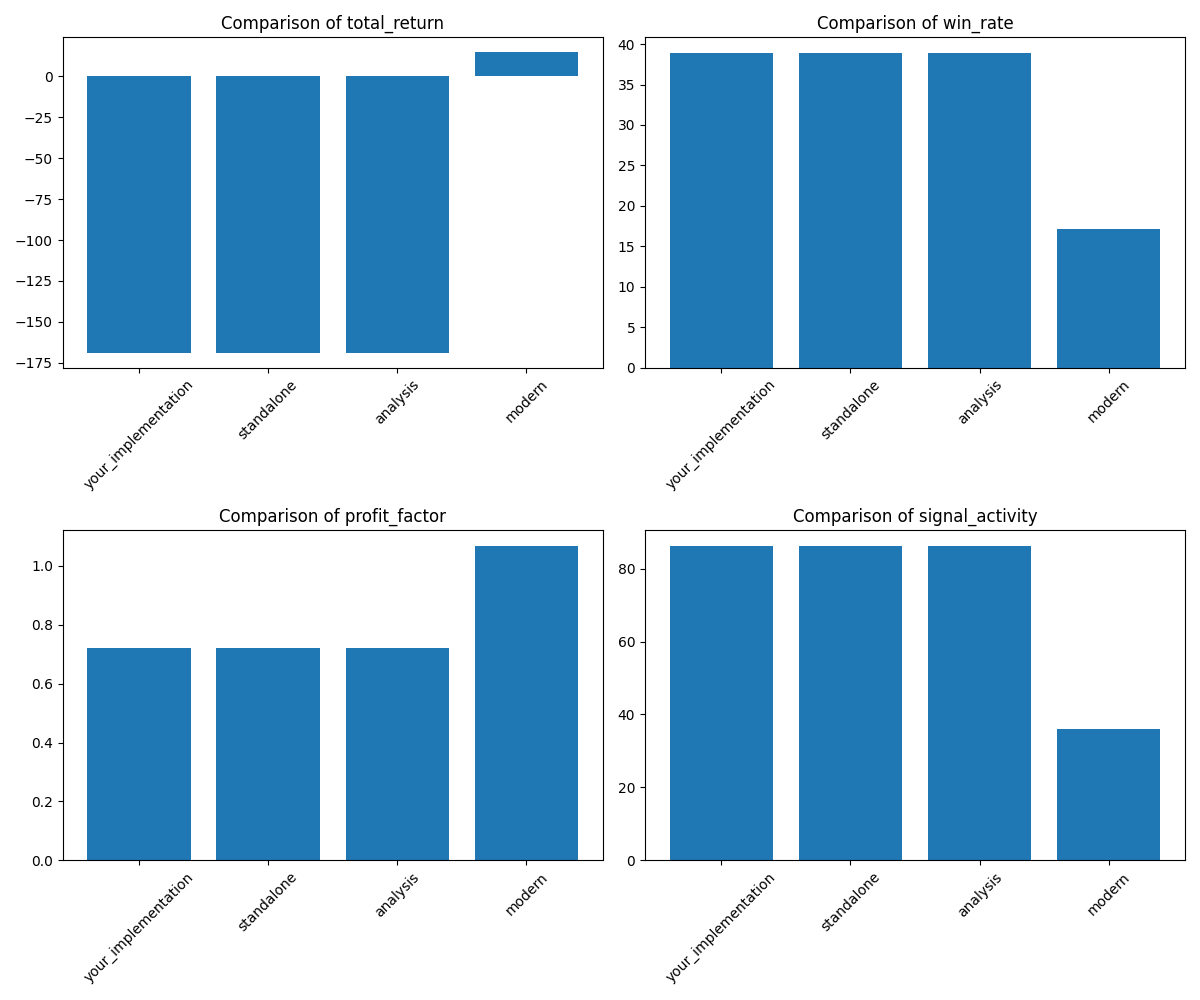 Comparison of total_return
0
−25
−50
−75
−100
−125
−150
−175
your_implementation
standalone
analysis
modern
Comparison of win_rate
40
35
30
25
20
15
10
5
0
your_implementation
standalone
analysis
modern
Comparison of profit_factor
1.0
0.8
0.6
0.4
0.2
0.0
your_implementation
standalone
analysis
modern
Comparison of signal_activity
80
60
40
20
0
your_implementation
standalone
analysis
modern